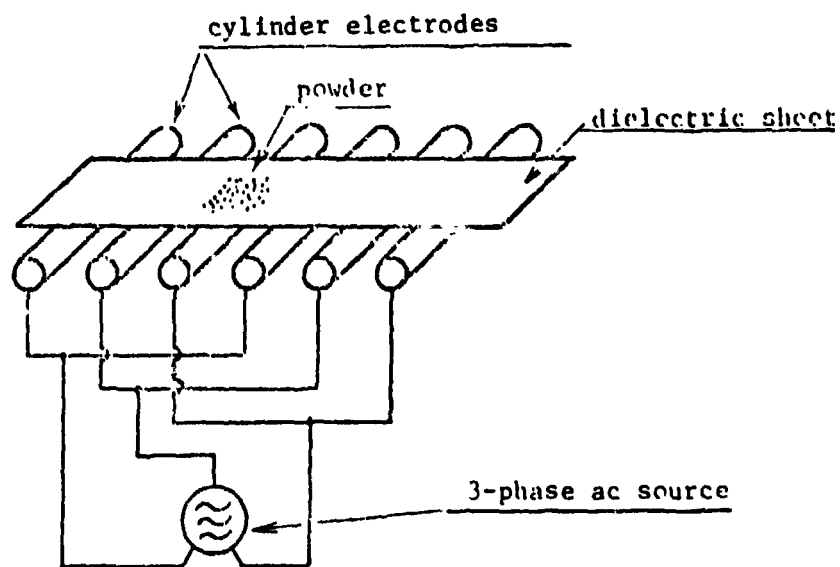 cylinder electrodes
powder
dielectric sheet
3-phase ac source